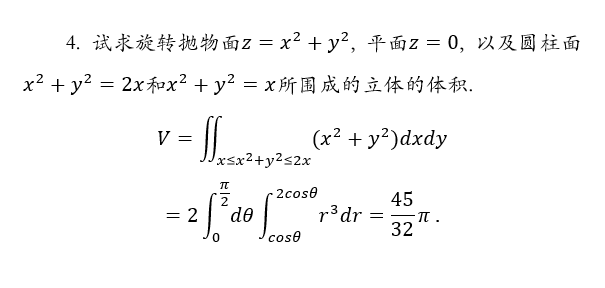 4. 试求旋转抛物面z = x² + y², 平面z = 0, 以及圆柱面
x² + y² = 2x和x² + y² = x所围成的立体的体积.
V = ∬_{x≤x²+y²≤2x} (x² + y²)dxdy
= 2∫_0^{π/2} dθ ∫_{cosθ}^{2cosθ} r³dr = 45/32 π .